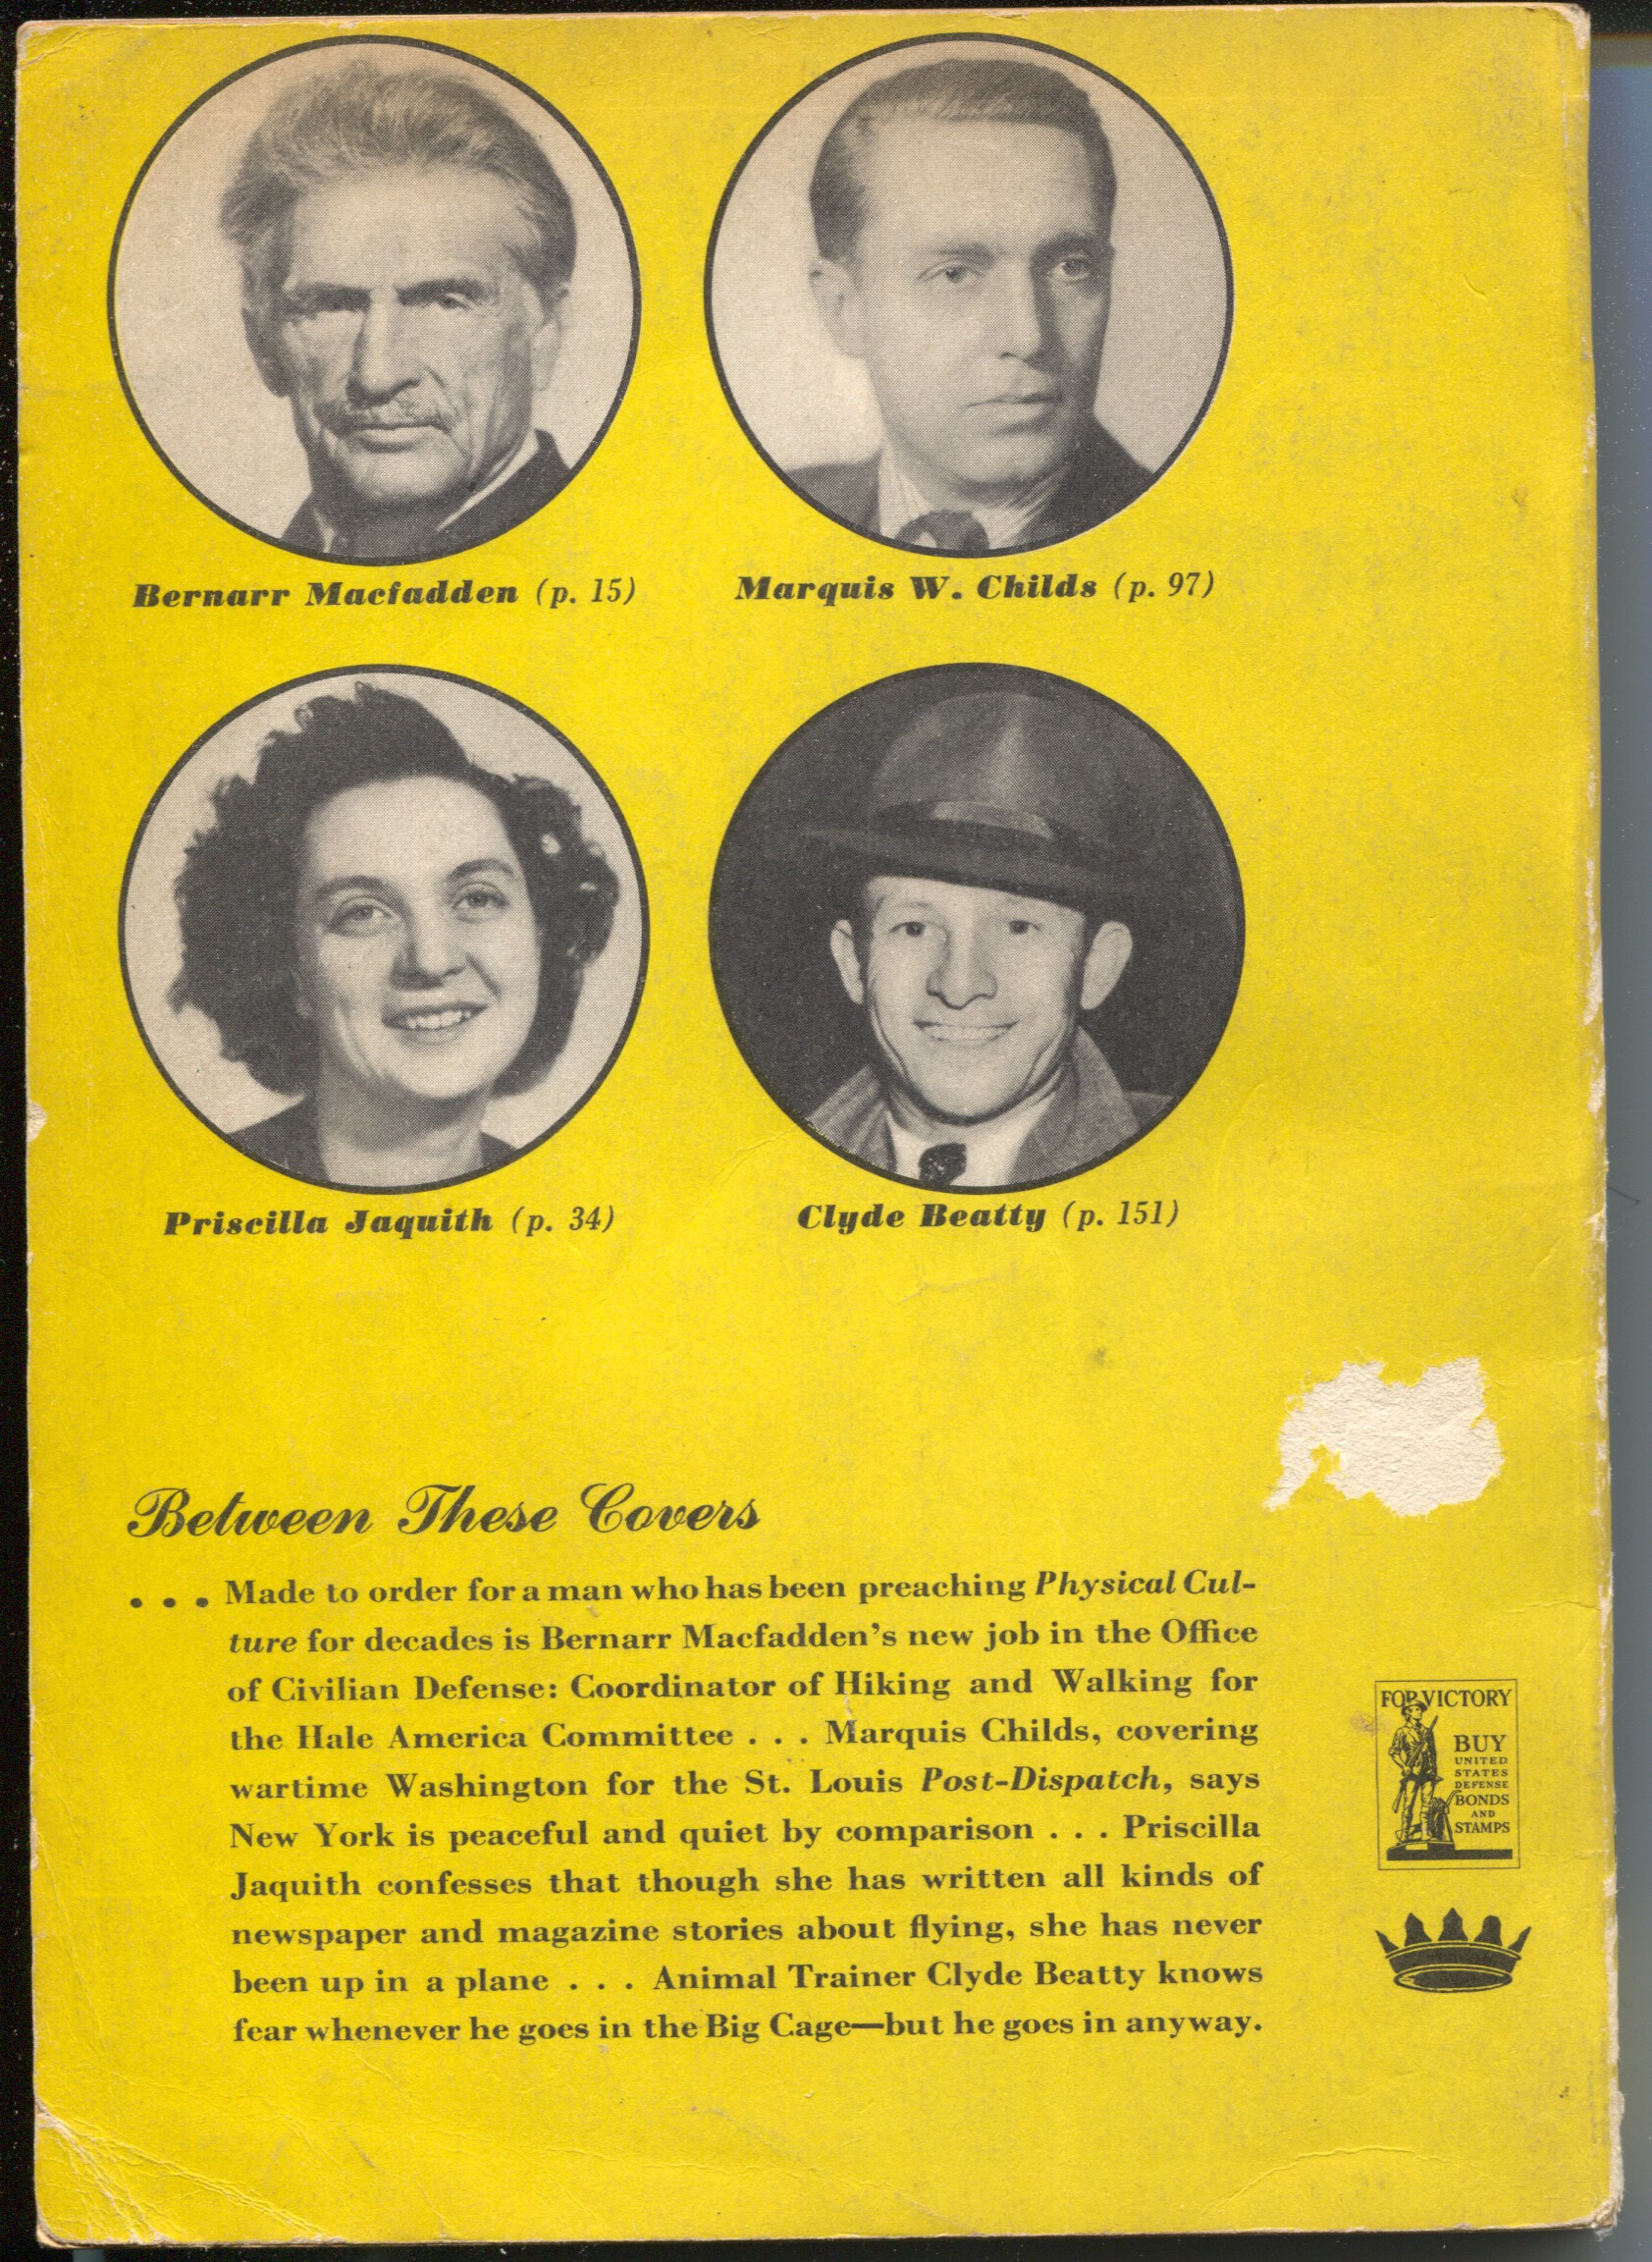 Bernarr Macfadden (p. 15)
Marquis W. Childs (p. 97)
Priscilla Jaquith (p. 34)
Clyde Beatty (p. 151)
Between These Covers
. . . Made to order for a man who has been preaching Physical Cul-
ture for decades is Bernarr Macfadden's new job in the Office
of Civilian Defense: Coordinator of Hiking and Walking for
the Hale America Committee . . . Marquis Childs, covering
wartime Washington for the St. Louis Post-Dispatch, says
New York is peaceful and quiet by comparison . . . Priscilla
Jaquith confesses that though she has written all kinds of
newspaper and magazine stories about flying, she has never
been up in a plane . . . Animal Trainer Clyde Beatty knows
fear whenever he goes in the Big Cage—but he goes in anyway.
FOR VICTORY
BUY
UNITED
STATES
DEFENSE
BONDS
AND
STAMPS